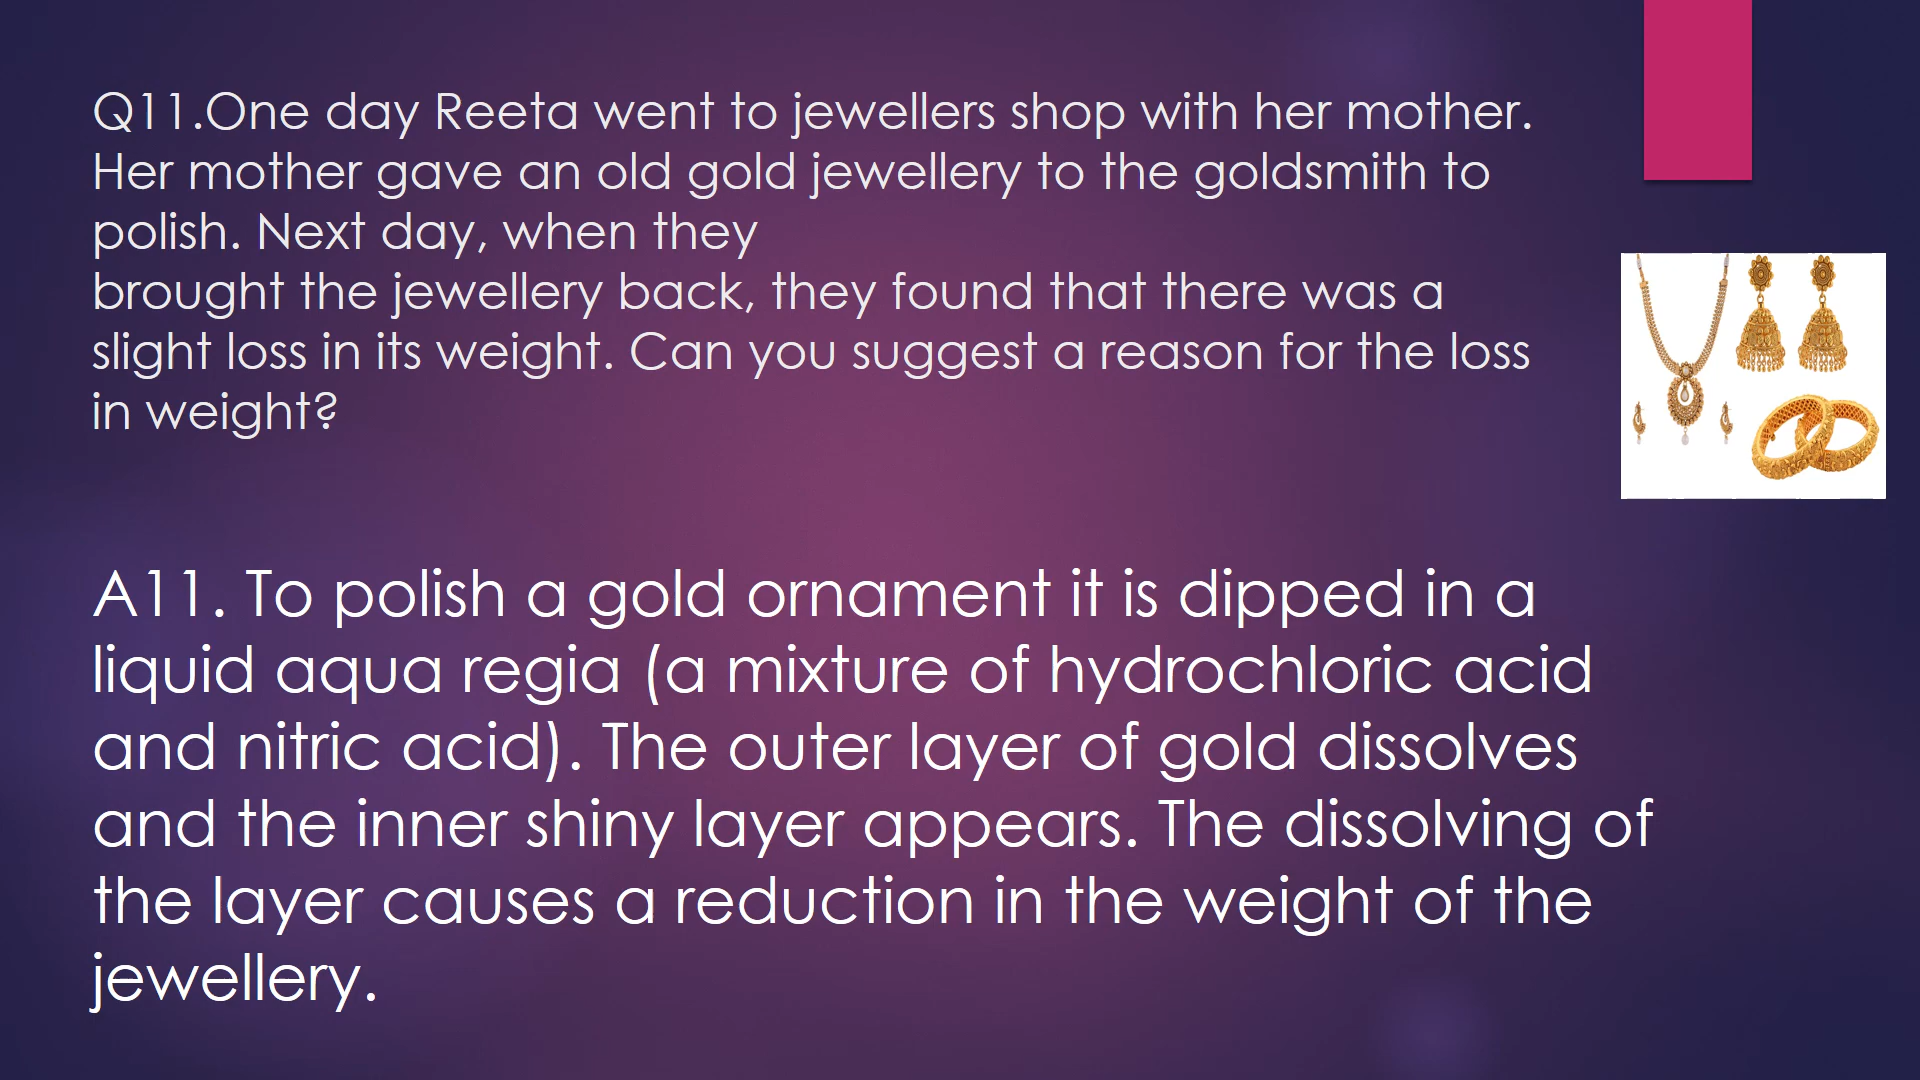 Q11.One day Reeta went to jewellers shop with her mother.
Her mother gave an old gold jewellery to the goldsmith to
polish. Next day, when they
brought the jewellery back, they found that there was a
slight loss in its weight. Can you suggest a reason for the loss
in weight?
A11. To polish a gold ornament it is dipped in a
liquid aqua regia (a mixture of hydrochloric acid
and nitric acid). The outer layer of gold dissolves
and the inner shiny layer appears. The dissolving of
the layer causes a reduction in the weight of the
jewellery.